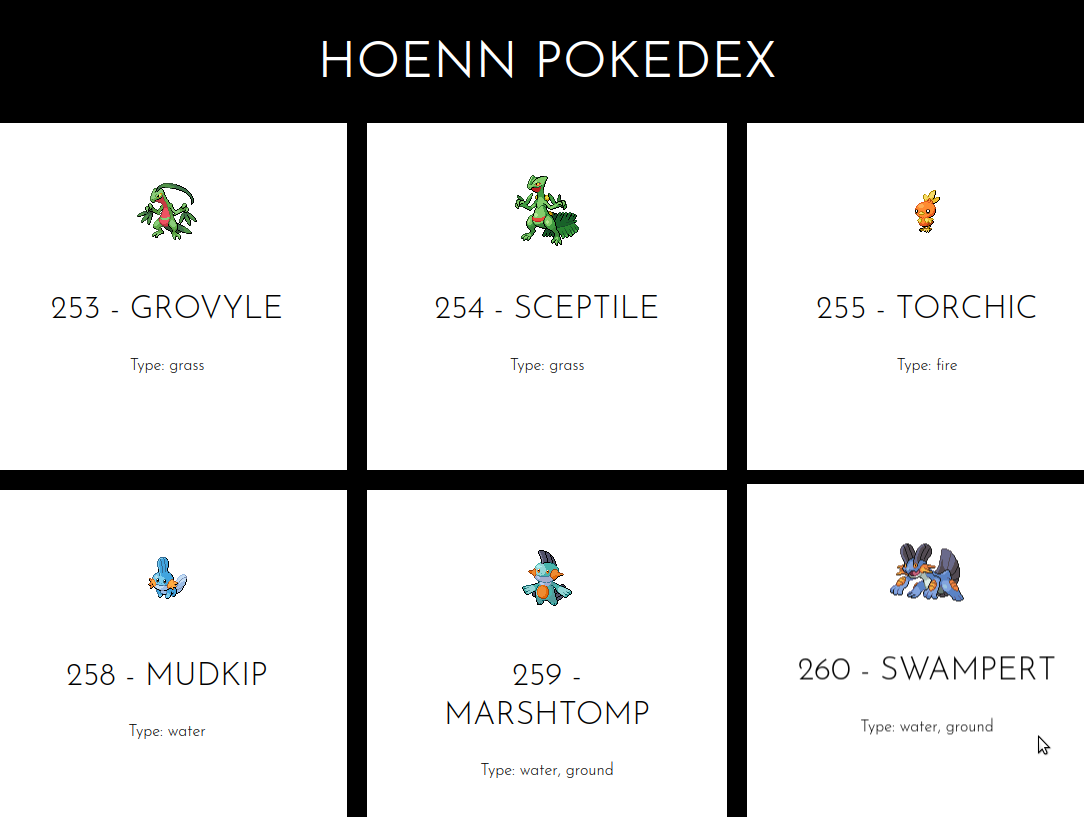 HOENN POKEDEX
253 - GROVYLE
Type: grass
254 - SCEPTILE
Type: grass
255 - TORCHIC
Type: fire
258 - MUDKIP
Type: water
259 -
MARSHTOMP
Type: water, ground
260 - SWAMPERT
Type: water, ground